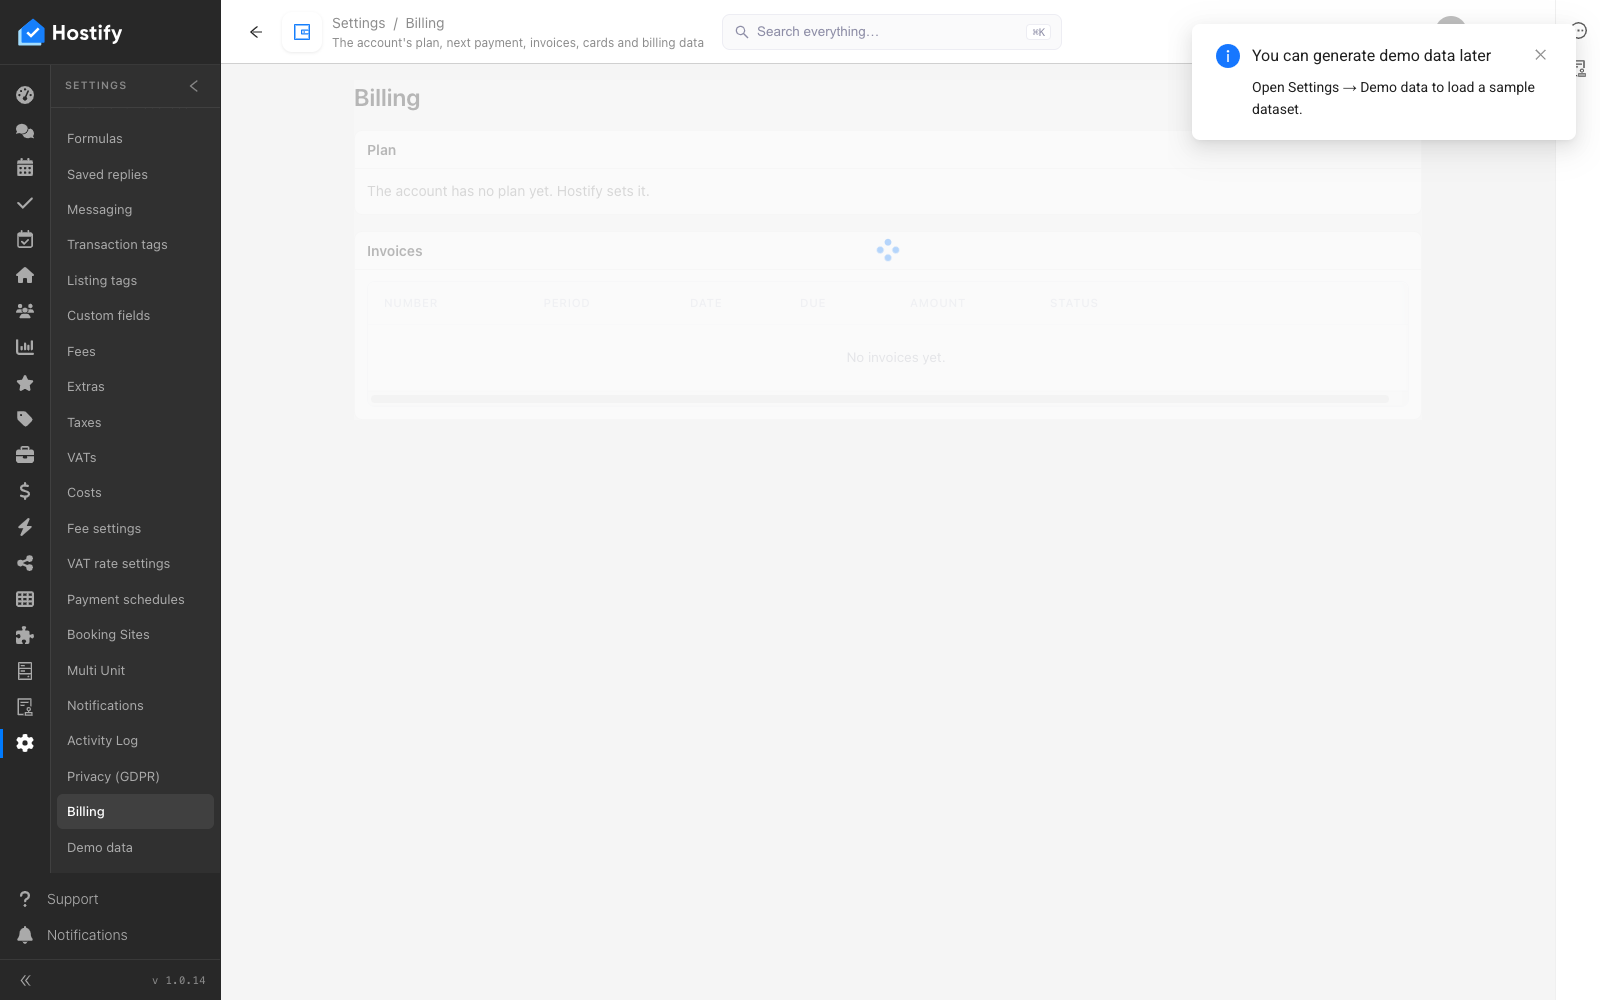 Hostify
Settings / Billing
The account's plan, next payment, invoices, cards and billing data
Search everything...
⌘K
You can generate demo data later
Open Settings → Demo data to load a sample
dataset.
SETTINGS
Formulas
Saved replies
Messaging
Transaction tags
Listing tags
Custom fields
Fees
Extras
Taxes
VATs
Costs
Fee settings
VAT rate settings
Payment schedules
Booking Sites
Multi Unit
Notifications
Activity Log
Privacy (GDPR)
Billing
Demo data
Support
Notifications
v 1.0.14
Billing
Plan
The account has no plan yet. Hostify sets it.
Invoices
NUMBER PERIOD DATE DUE AMOUNT STATUS
No invoices yet.